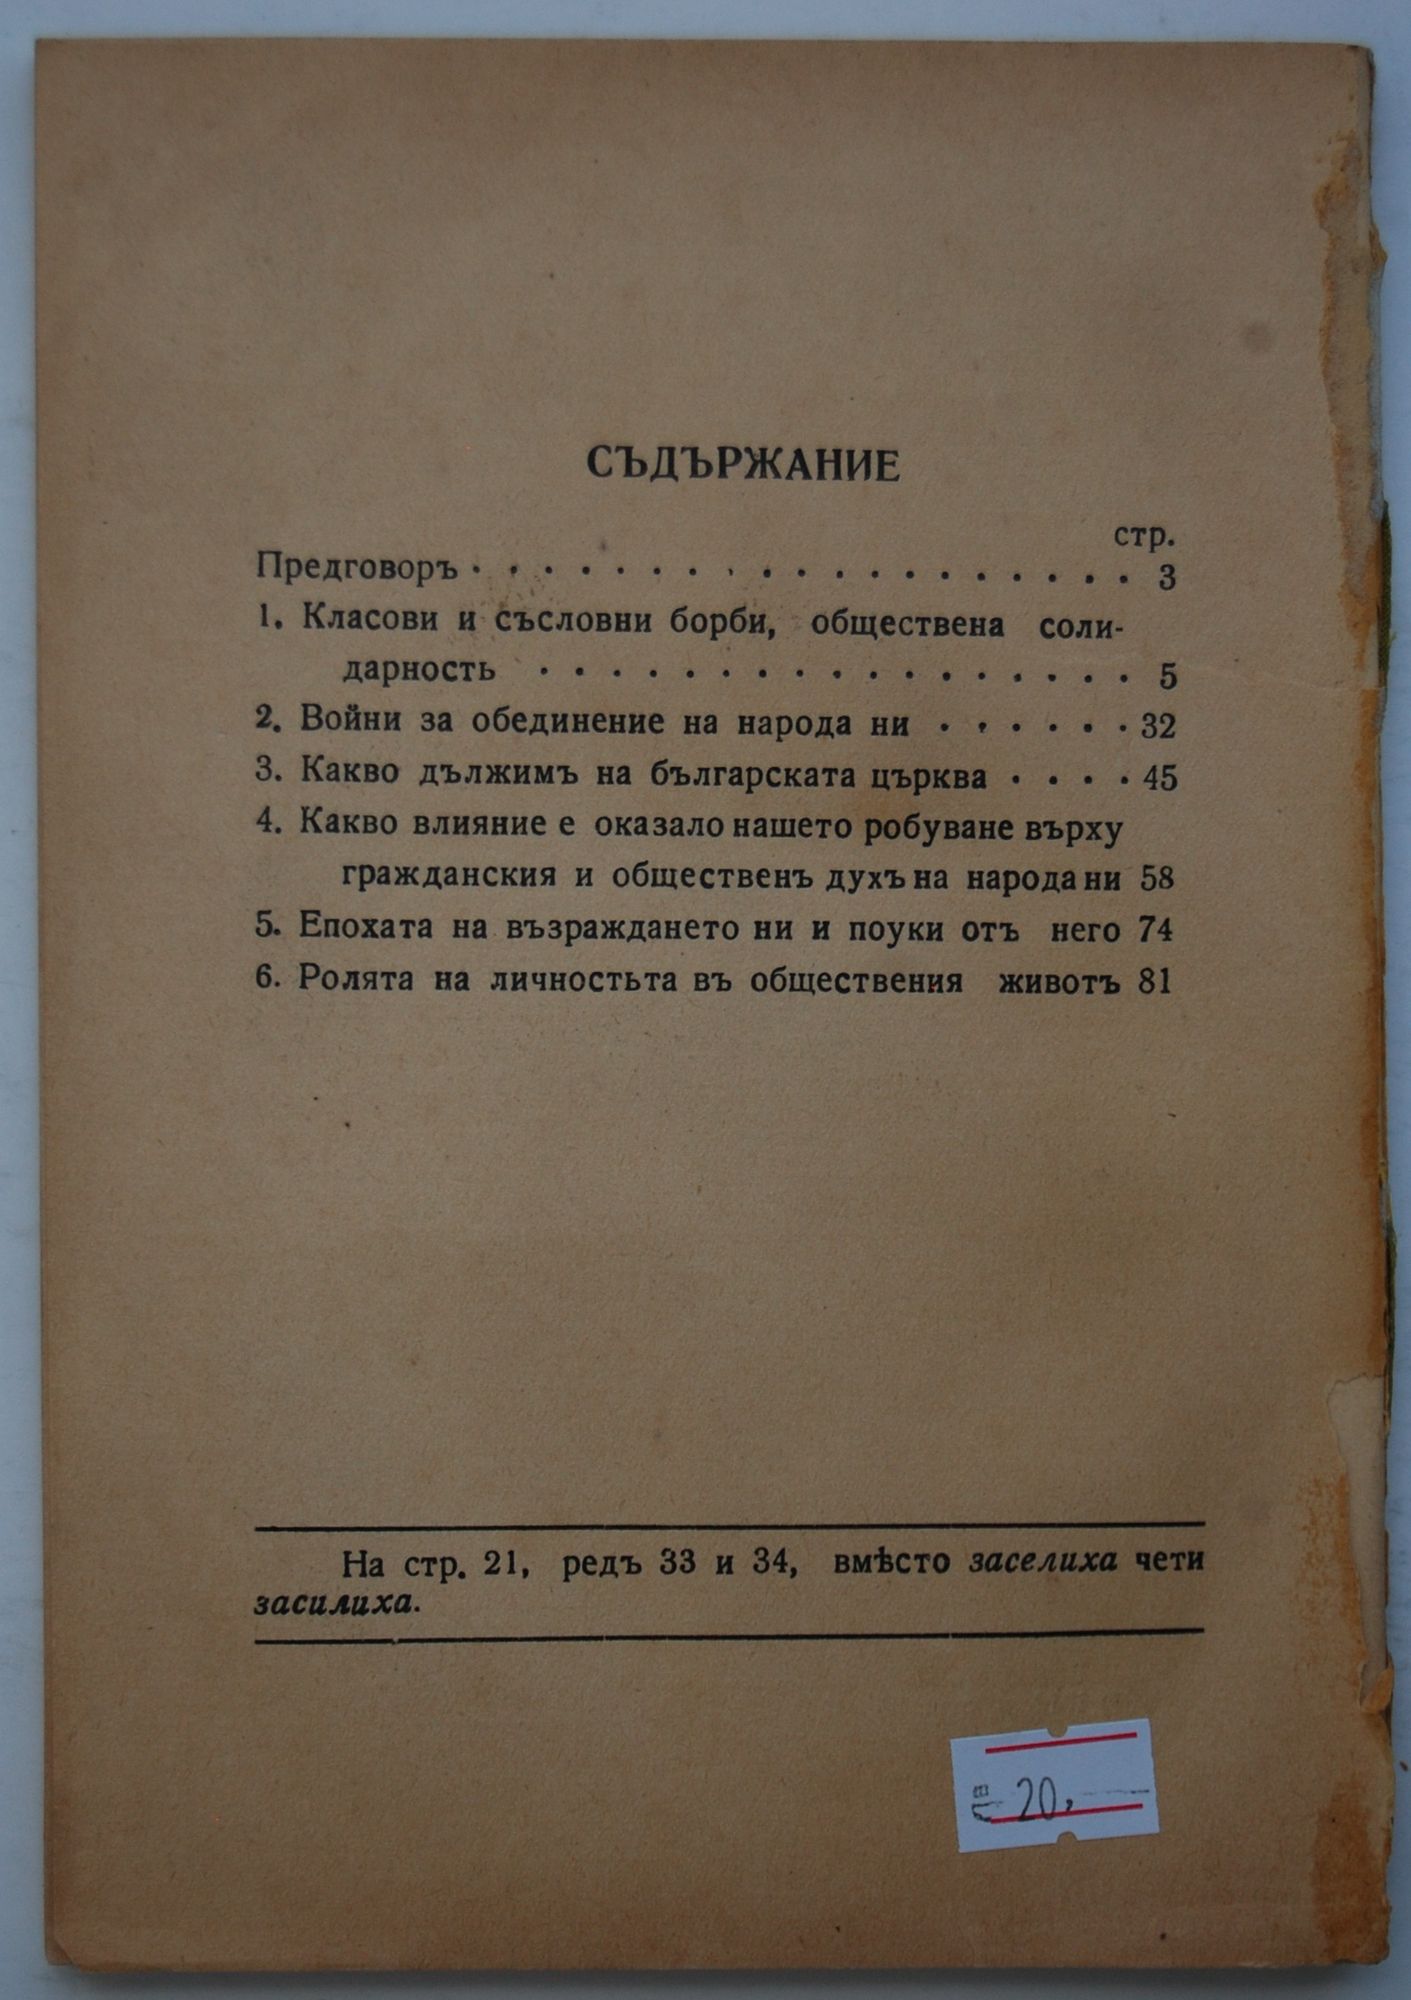 СЪДЪРЖАНИЕ
стр.
Предговоръ . . . . . . . . . . . . . . . . . . . 3
1. Класови и съсловни борби, обществена соли-
дарность . . . . . . . . . . . . . . . . . 5
2. Войни за обединение на народа ни . . . . . . 32
3. Какво дължимъ на българската църква . . . . 45
4. Какво влияние е оказало нашето робуване върху
гражданския и общественъ духъ на народа ни 58
5. Епохата на възраждането ни и поуки отъ него 74
6. Ролята на личностьта въ обществения животъ 81
На стр. 21, редъ 33 и 34, вмѣсто заселиха чети
засилиха.
лв 20,-